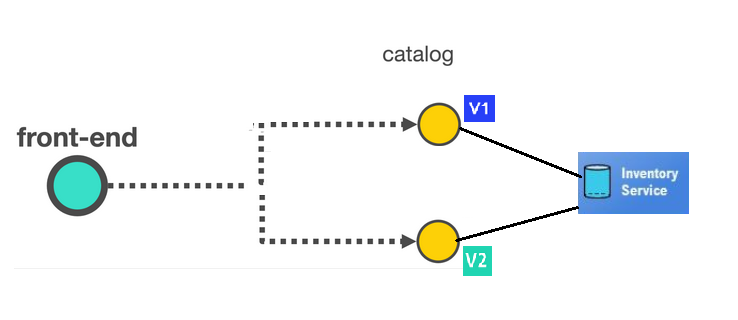 catalog
V1
front-end
Inventory
Service
V2